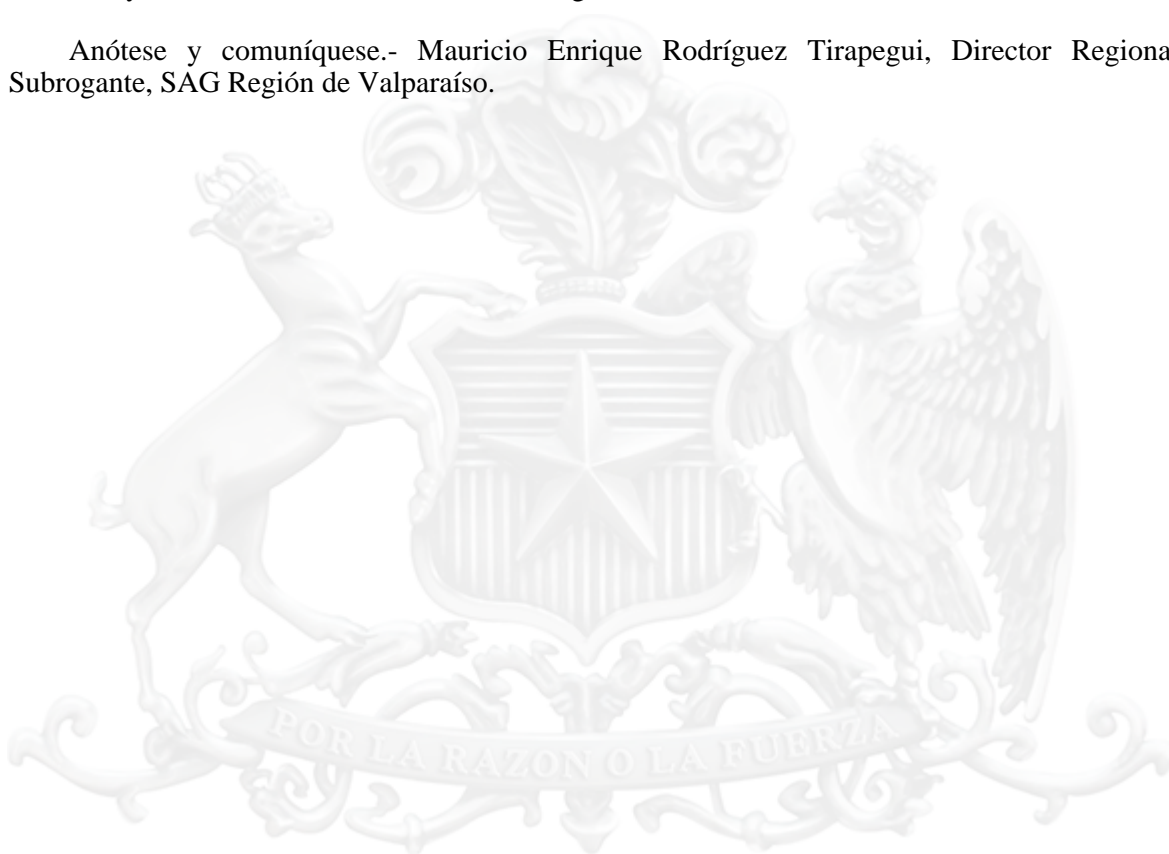 Anótese y comuníquese.- Mauricio Enrique Rodríguez Tirapegui, Director Regiona
Subrogante, SAG Región de Valparaíso.
POR LA RAZON O LA FUERZA